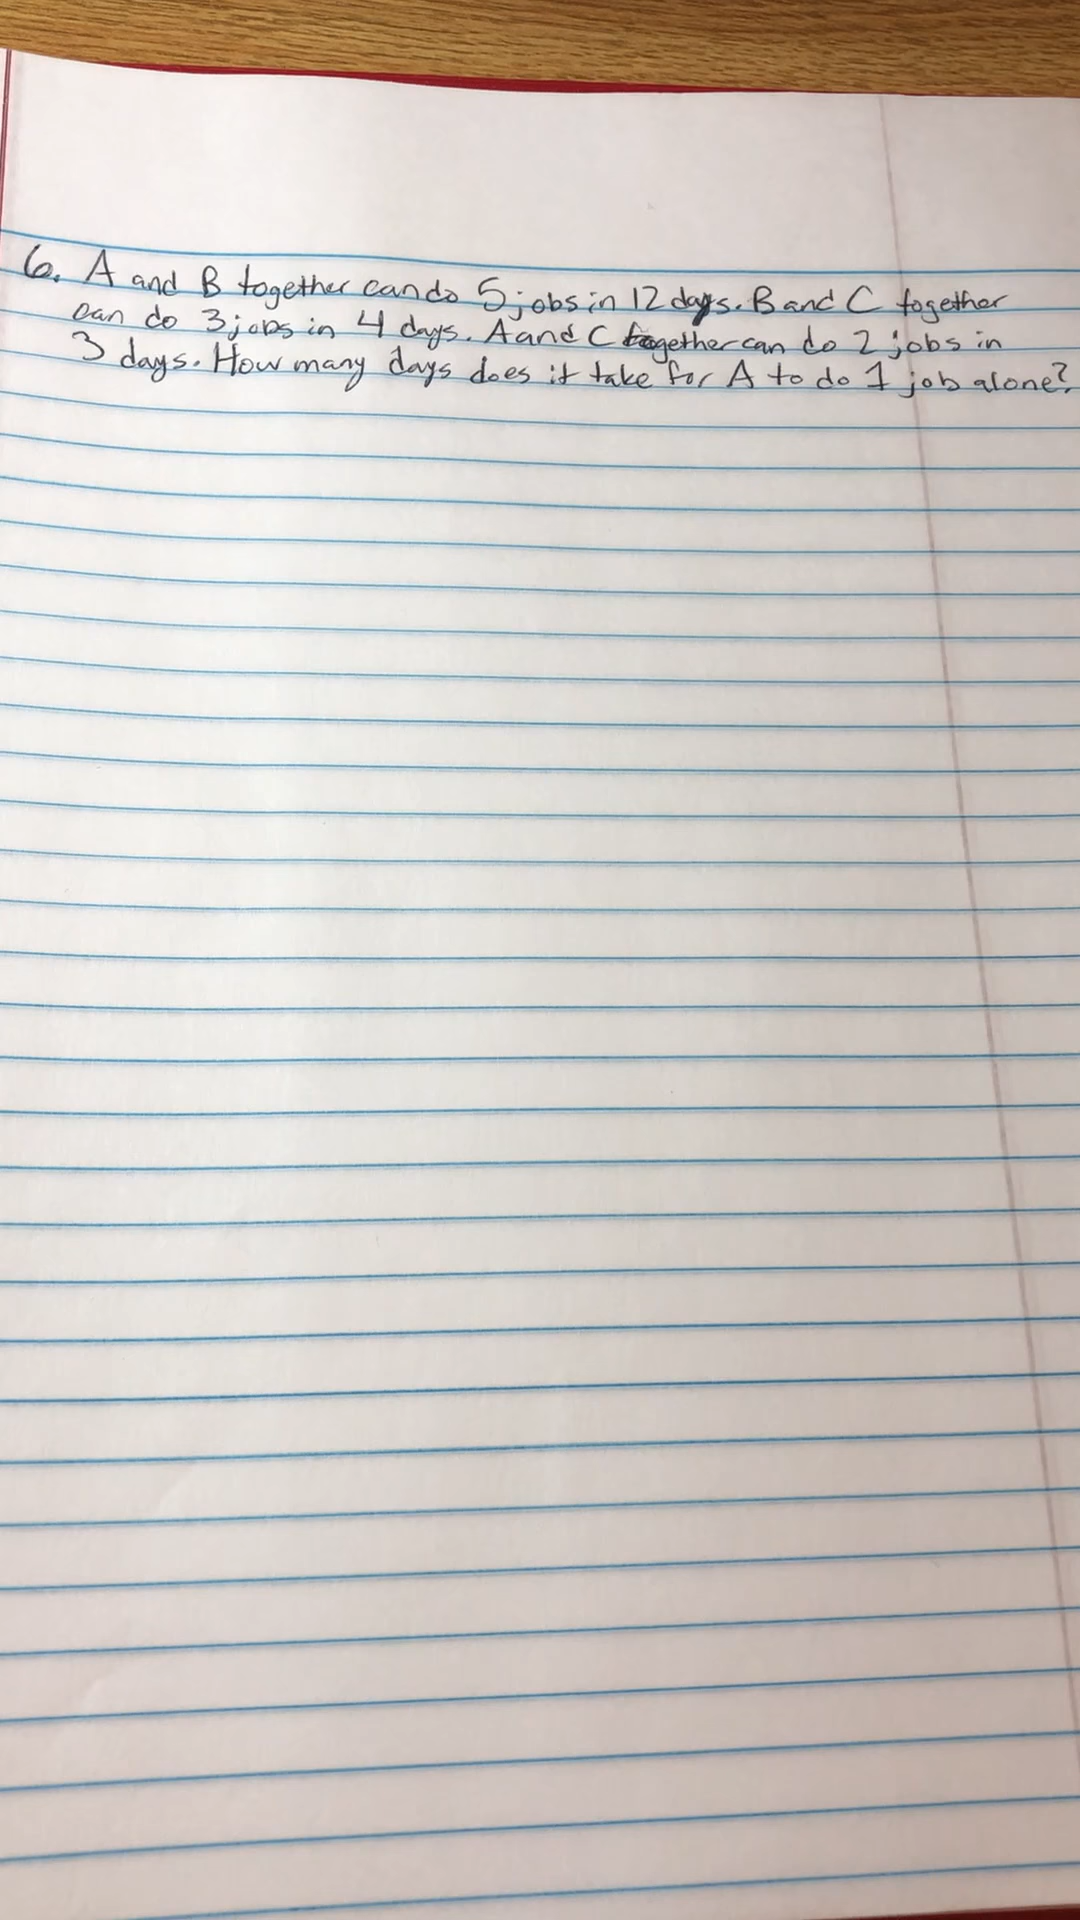 6. A and B together can do 5 jobs in 12 days. B and C together
can do 3 jobs in 4 days. A and C together can do 2 jobs in
3 days. How many days does it take for A to do 1 job alone?